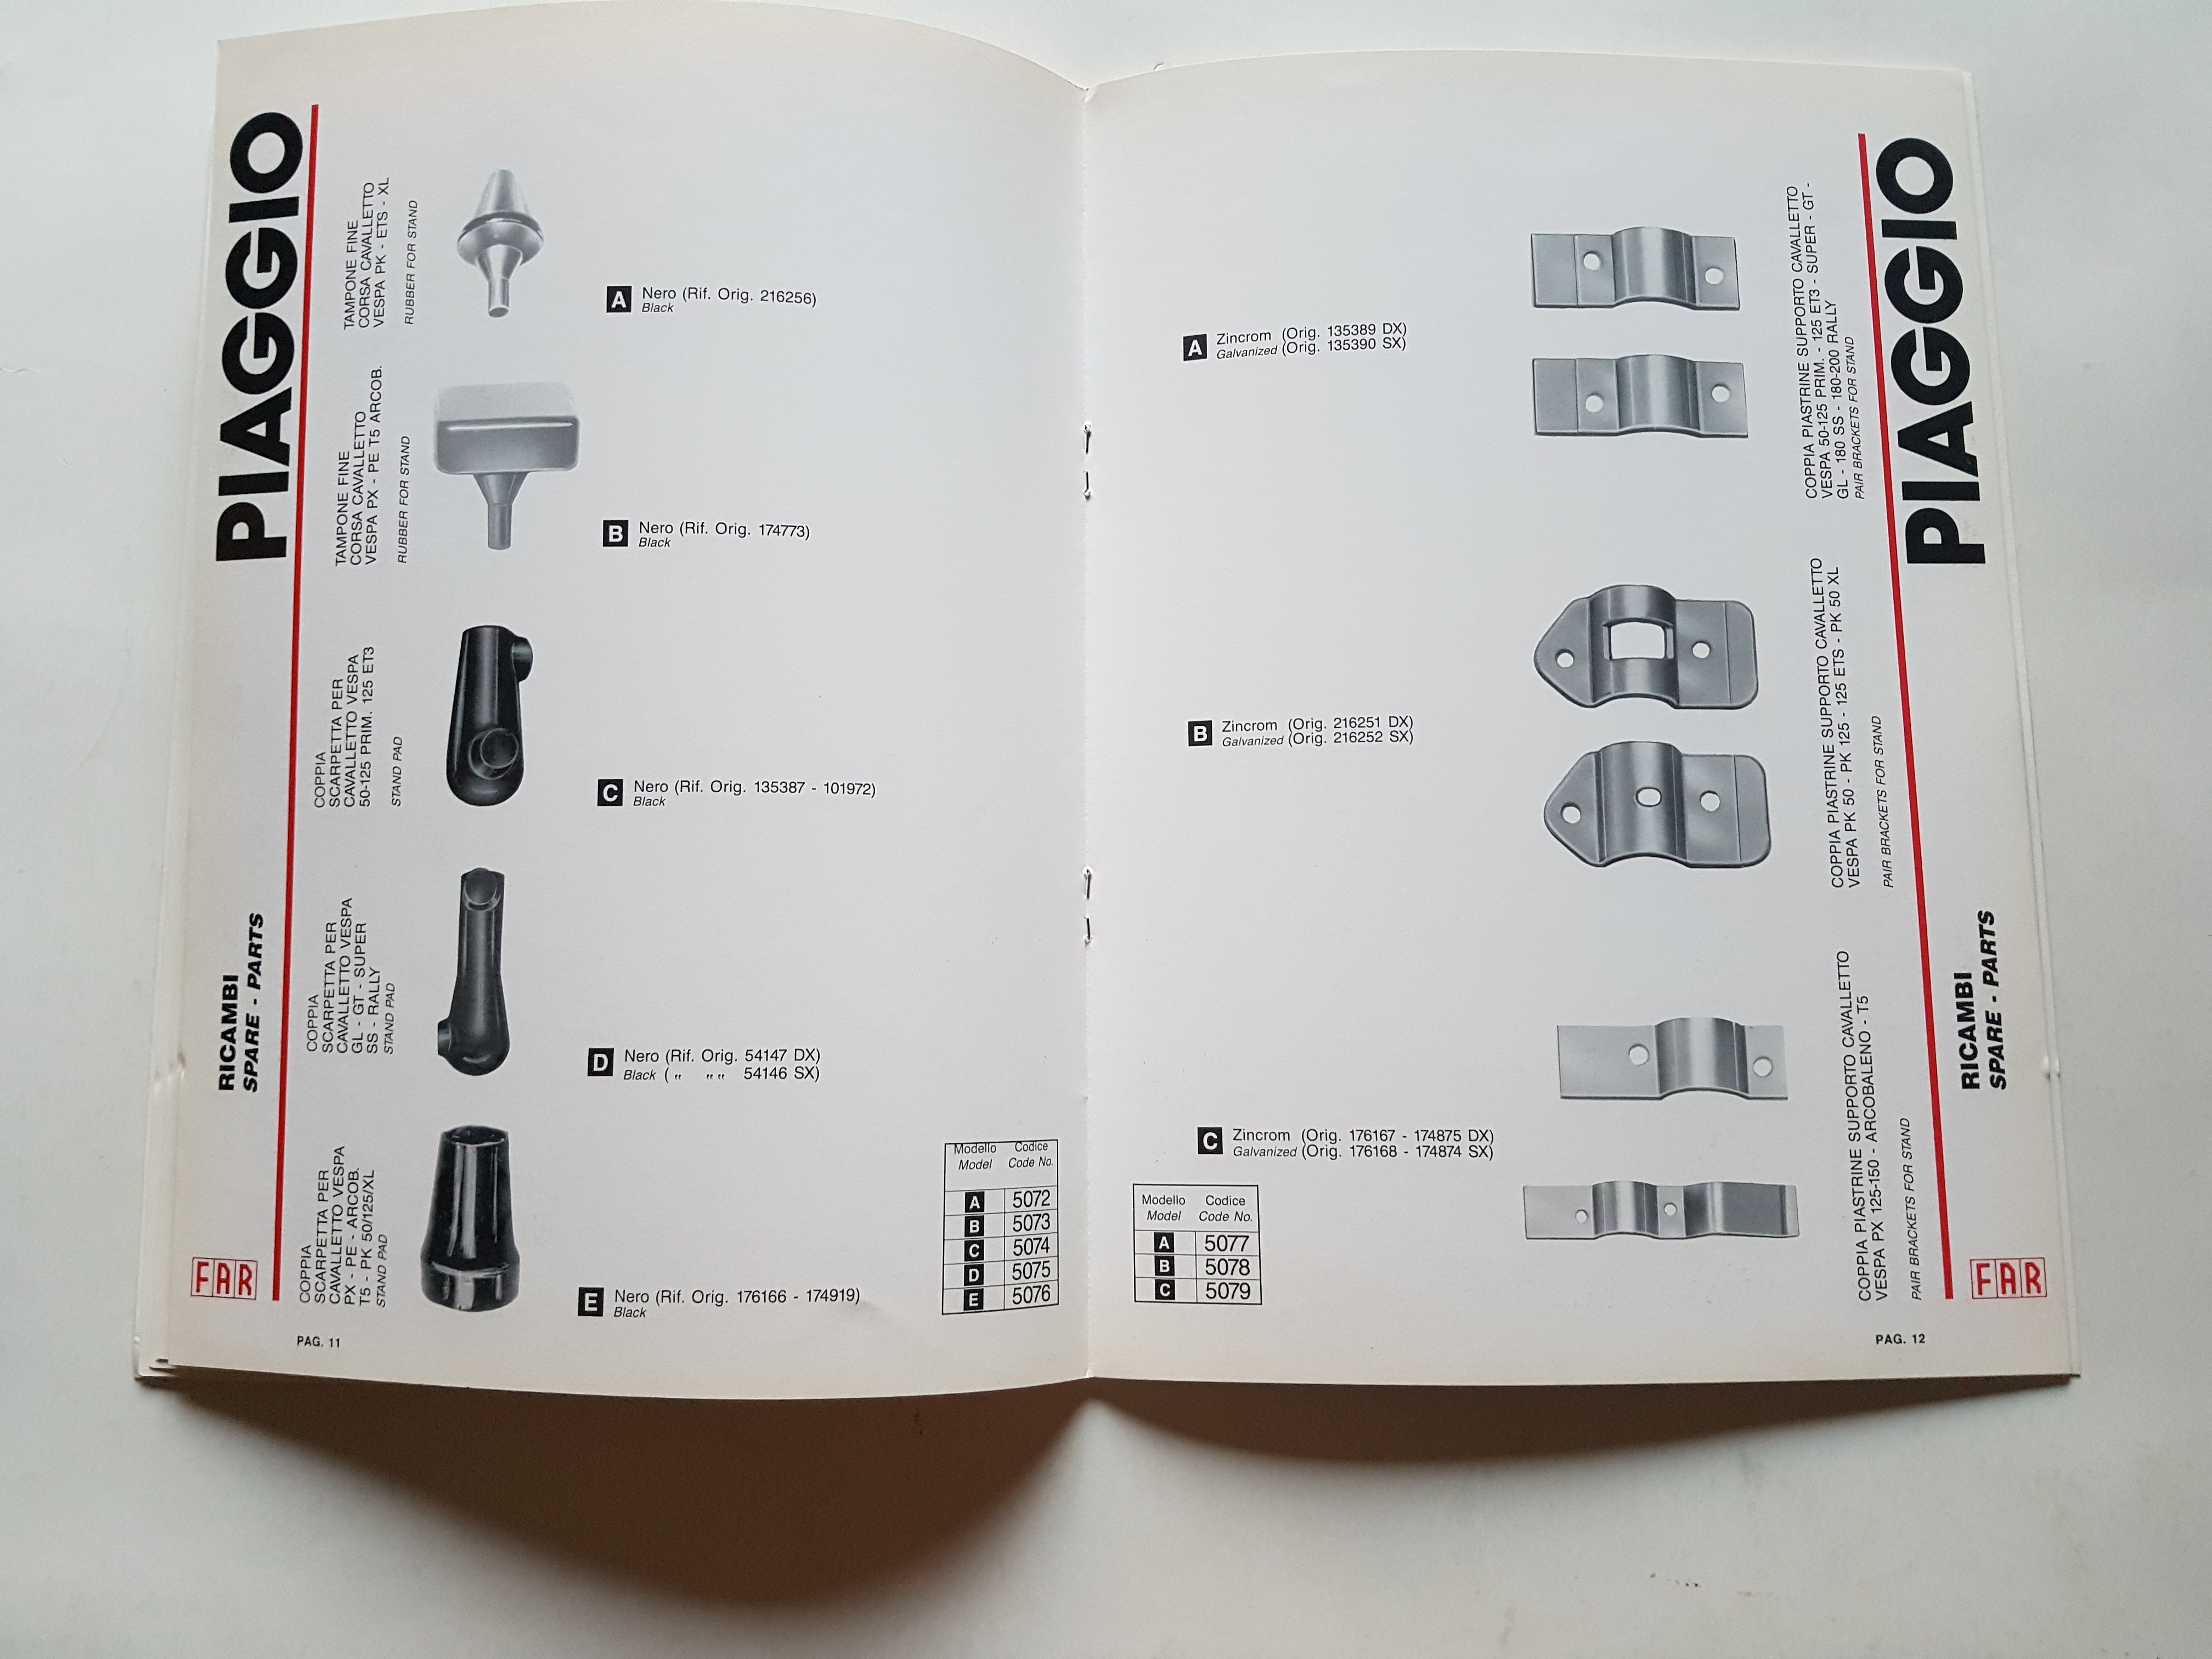 PIAGGIO
RICAMBI
SPARE - PARTS
FAR
TAMPONE FINE
CORSA CAVALLETTO
VESPA PK - ETS - XL
RUBBER FOR STAND
A Nero (Rif. Orig. 216256)
Black
TAMPONE FINE
CORSA CAVALLETTO
VESPA PX - PE T5 ARCOB.
RUBBER FOR STAND
B Nero (Rif. Orig. 174773)
Black
COPPIA
SCARPETTA PER
CAVALLETTO VESPA
50-125 PRIM. 125 ET3
STAND PAD
C Nero (Rif. Orig. 135387 - 101972)
Black
COPPIA
SCARPETTA PER
CAVALLETTO VESPA
GL - GT - SUPER
SS - RALLY
STAND PAD
D Nero (Rif. Orig. 54147 DX)
Black ( " " " 54146 SX)
COPPIA
SCARPETTA PER
CAVALLETTO VESPA
PX - PE - ARCOB.
T5 - PK 50/125/XL
STAND PAD
E Nero (Rif. Orig. 176166 - 174919)
Black
Modello Codice
Model Code No.
A 5072
B 5073
C 5074
D 5075
E 5076
PAG. 11
PIAGGIO
RICAMBI
SPARE - PARTS
FAR
COPPIA PIASTRINE SUPPORTO CAVALLETTO
VESPA 50-125 PRIM. - 125 ET3 - SUPER - GT -
GL - 180 SS - 180-200 RALLY
PAIR BRACKETS FOR STAND
A Zincrom (Orig. 135389 DX)
Galvanized (Orig. 135390 SX)
COPPIA PIASTRINE SUPPORTO CAVALLETTO
VESPA PK 50 - PK 125 - 125 ETS - PK 50 XL
PAIR BRACKETS FOR STAND
B Zincrom (Orig. 216251 DX)
Galvanized (Orig. 216252 SX)
COPPIA PIASTRINE SUPPORTO CAVALLETTO
VESPA PX 125-150 - ARCOBALENO - T5
PAIR BRACKETS FOR STAND
C Zincrom (Orig. 176167 - 174875 DX)
Galvanized (Orig. 176168 - 174874 SX)
Modello Codice
Model Code No.
A 5077
B 5078
C 5079
PAG. 12